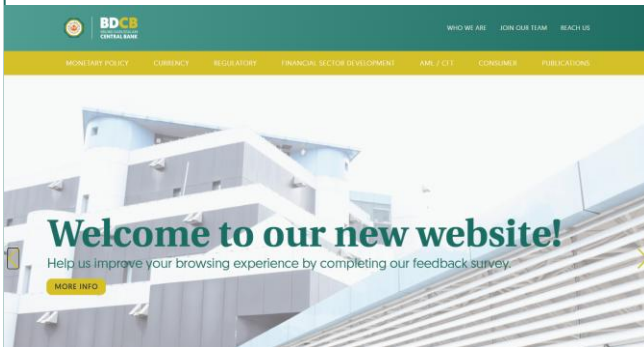 BDCB
BRUNEI DARUSSALAM
CENTRAL BANK
WHO WE ARE JOIN OUR TEAM REACH US
MONETARY POLICY CURRENCY REGULATORY FINANCIAL SECTOR DEVELOPMENT AML / CFT CONSUMER PUBLICATIONS
Welcome to our new website!
Help us improve your browsing experience by completing our feedback survey.
MORE INFO